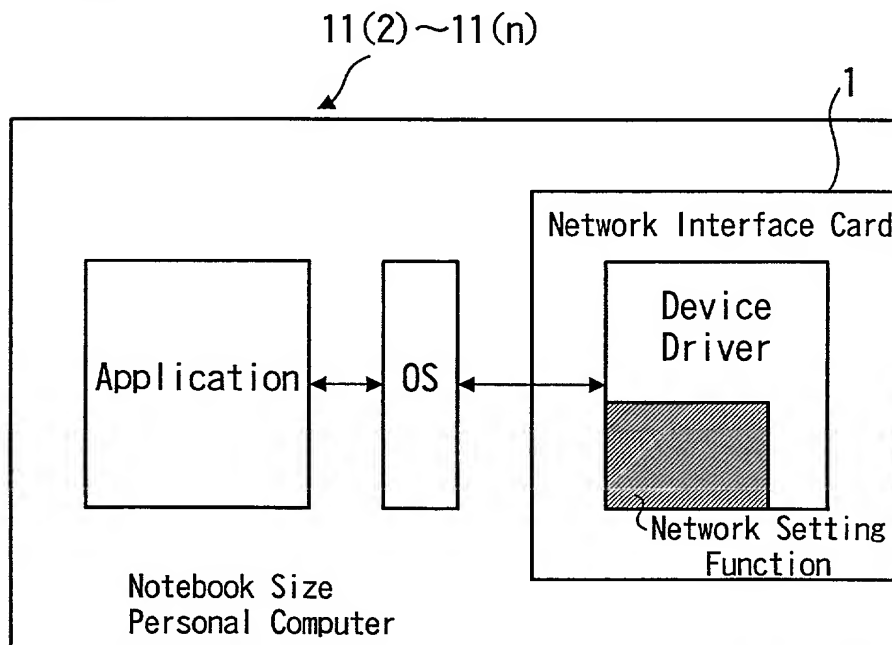 11(2)～11(n)
1
Network Interface Card
Device
Driver
Application
OS
Network Setting
Function
Notebook Size
Personal Computer